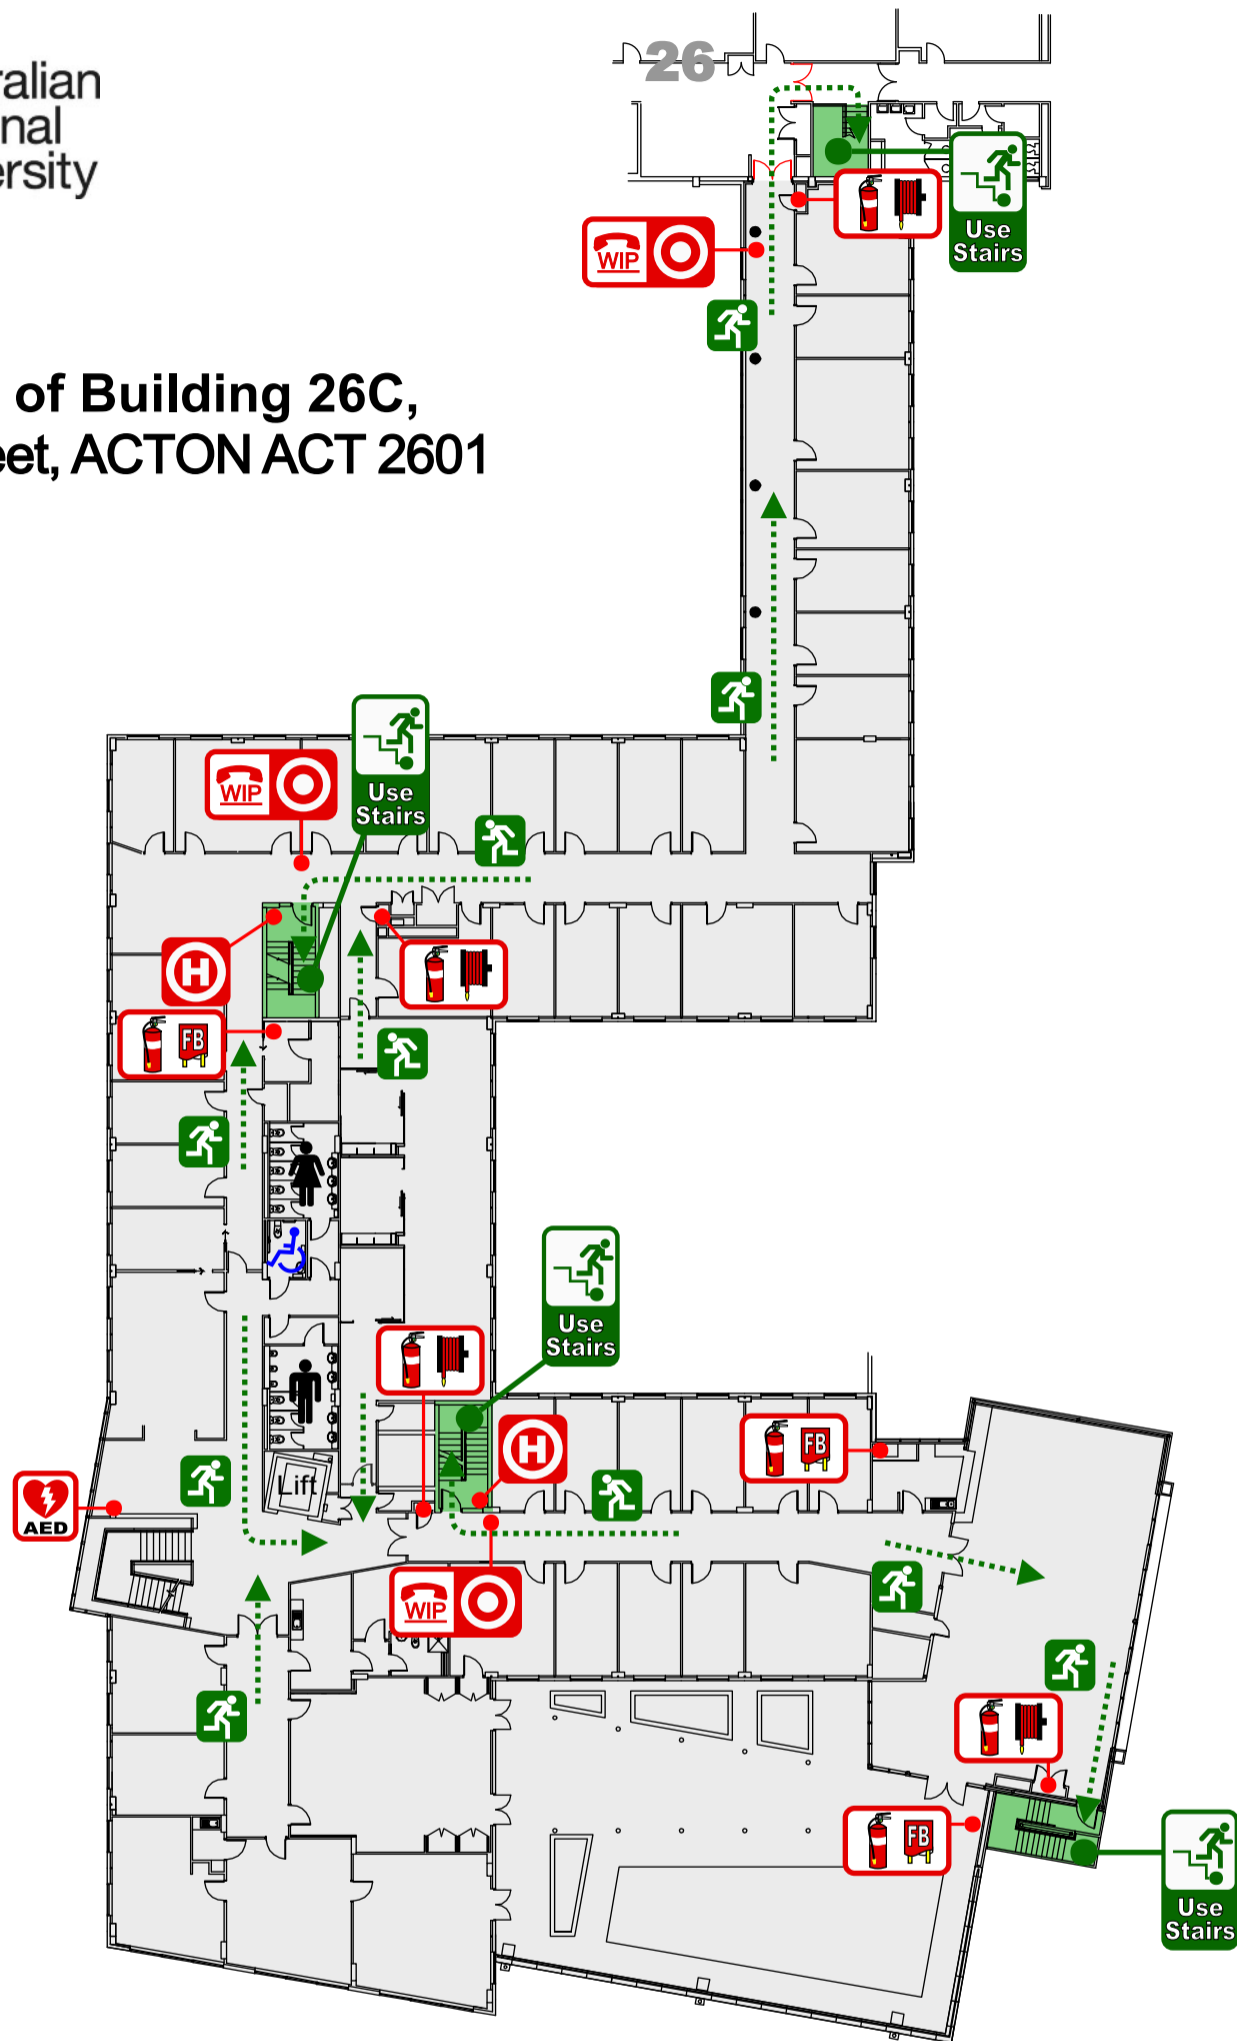 ralian
nal
ersity
26
Use
Stairs
WIP
of Building 26C,
eet, ACTON ACT 2601
Use
Stairs
WIP
H
FB
Use
Stairs
H
FB
Lift
AED
WIP
FB
Use
Stairs